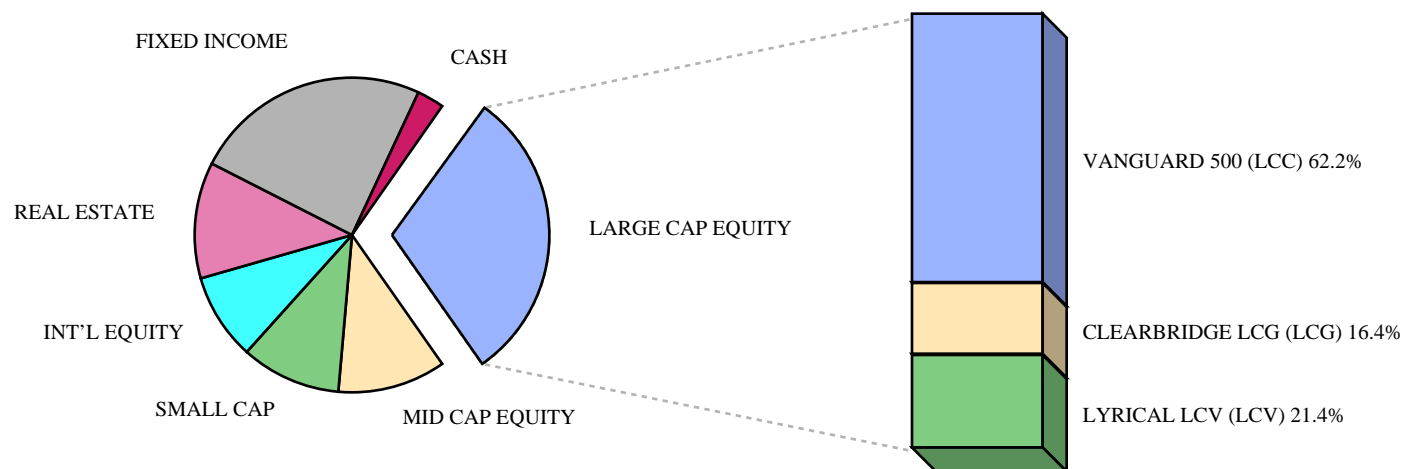 FIXED INCOME
CASH
REAL ESTATE
LARGE CAP EQUITY
INT'L EQUITY
SMALL CAP
MID CAP EQUITY
VANGUARD 500 (LCC) 62.2%
CLEARBRIDGE LCG (LCG) 16.4%
LYRICAL LCV (LCV) 21.4%